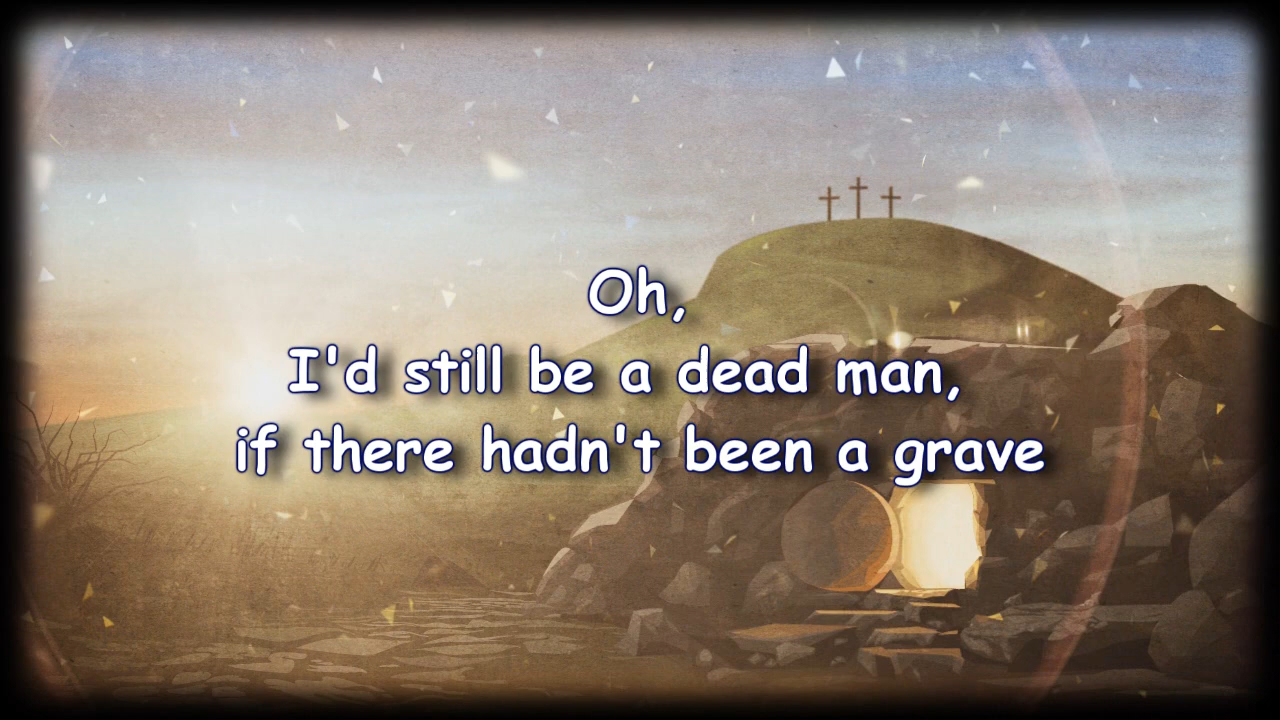 Oh,
I'd still be a dead man,
if there hadn't been a grave